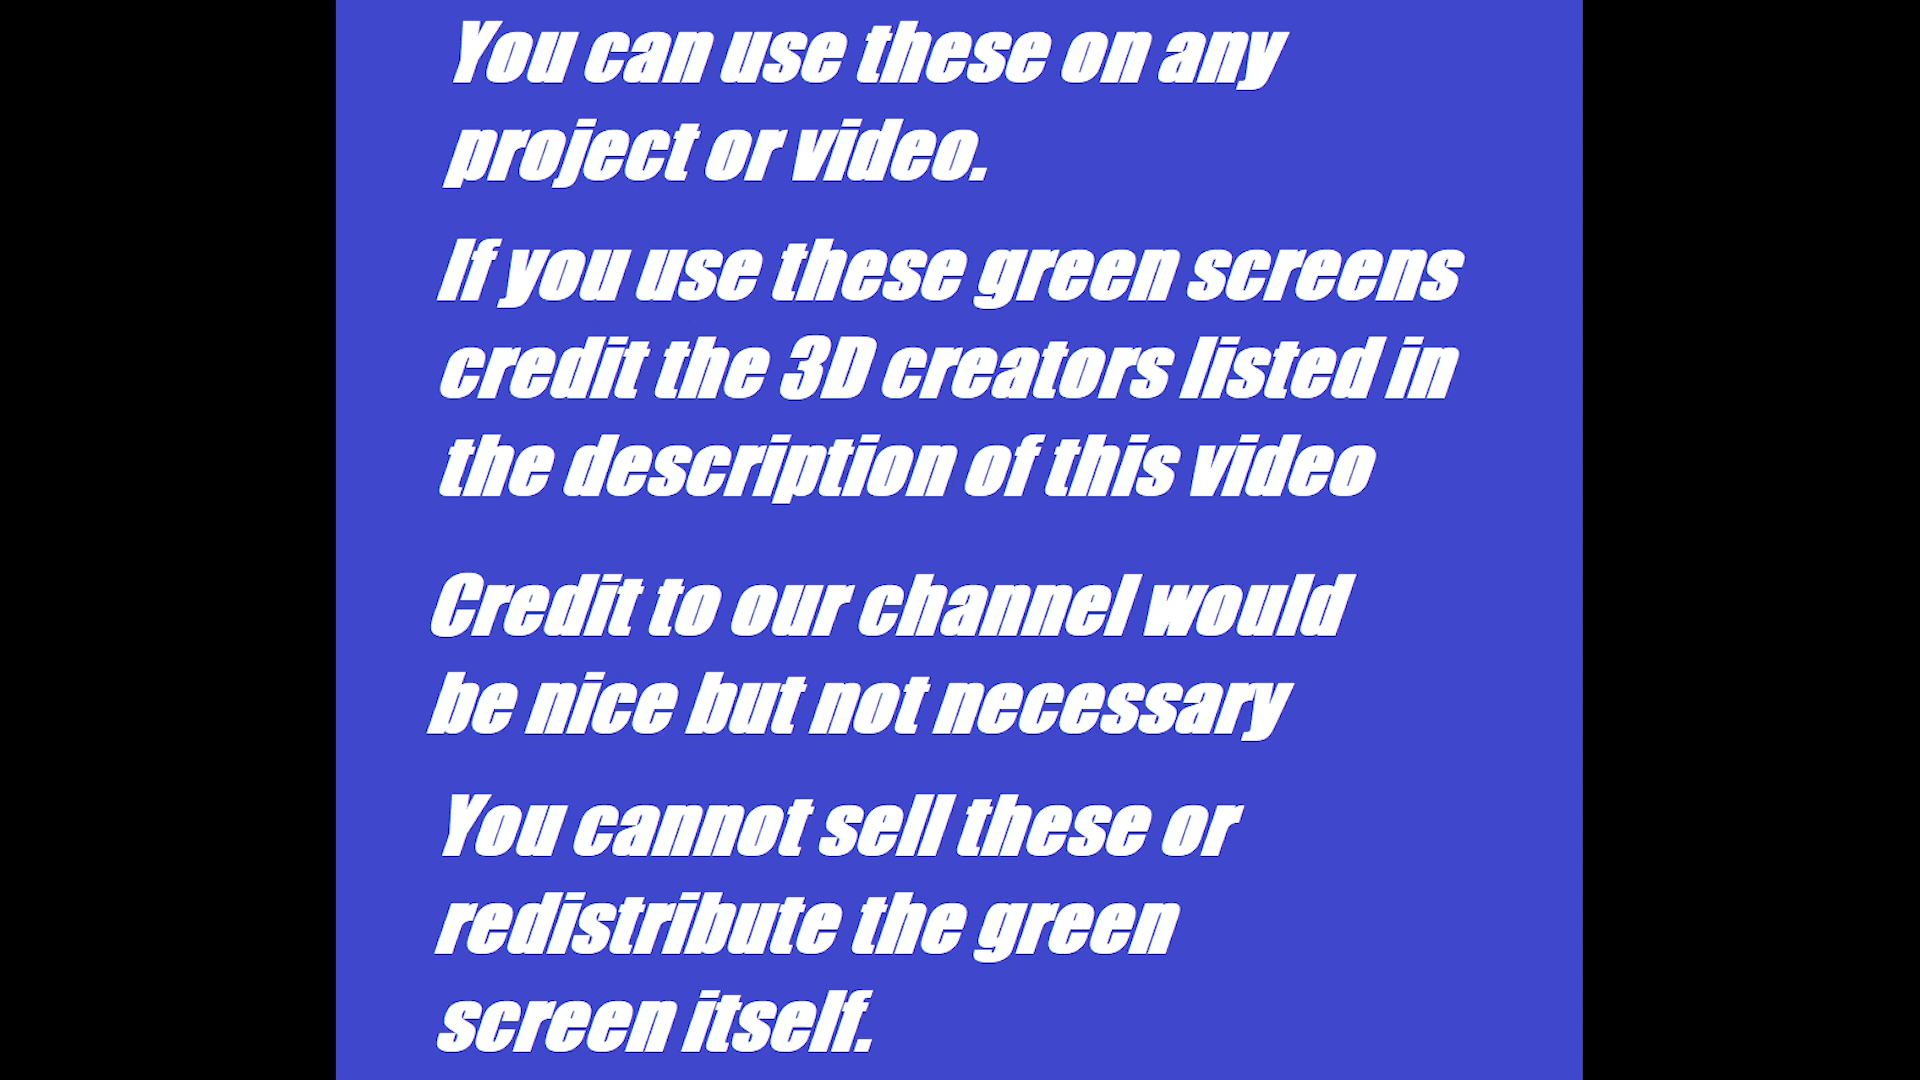 You can use these on any
project or video.
If you use these green screens
credit the 3D creators listed in
the description of this video
Credit to our channel would
be nice but not necessary
You cannot sell these or
redistribute the green
screen itself.